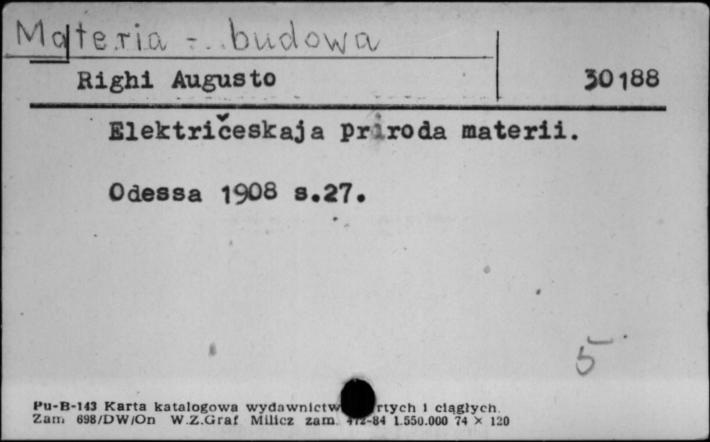 Materia - budowa
Righi Augusto 30188
Električeskaja priroda materii.
Odessa 1908 s.27.
5
Pu-B-143 Karta katalogowa wydawnictw rtych i ciągłych.
Zam 698/DW/On W.Z.Graf Milicz zam. 472-84 1.550.000 74 × 120